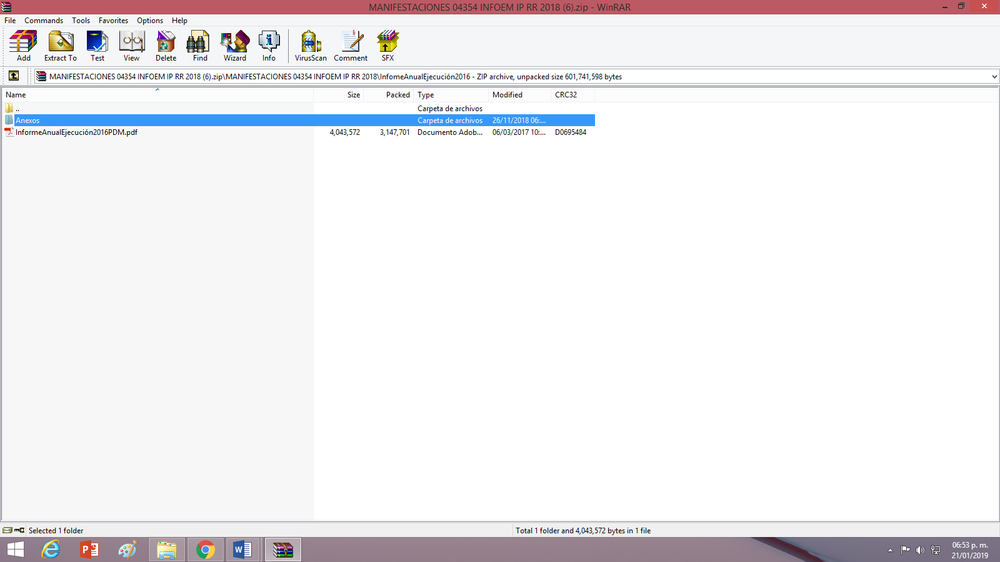 MANIFESTACIONES 04354 INFOEM IP RR 2018 (6).zip - WinRAR
File Commands Tools Favorites Options Help
Add Extract To Test View Delete Find Wizard Info VirusScan Comment SFX
MANIFESTACIONES 04354 INFOEM IP RR 2018 (6).zip\MANIFESTACIONES 04354 INFOEM IP RR 2018\InfomeAnualEjecución2016 - ZIP archive, unpacked size 601,741,598 bytes
Name Size Packed Type Modified CRC32
.. Carpeta de archivos
Anexos Carpeta de archivos 26/11/2018 06:...
InformeAnualEjecución2016PDM.pdf 4,043,572 3,147,701 Documento Adob... 06/03/2017 10:... D0695484
Selected 1 folder Total 1 folder and 4,043,572 bytes in 1 file
06:53 p. m.
21/01/2019